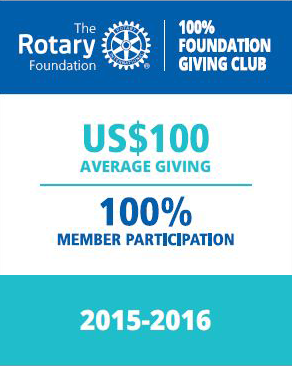 The
Rotary
Foundation
100%
FOUNDATION
GIVING CLUB
US$100
AVERAGE GIVING
100%
MEMBER PARTICIPATION
2015-2016